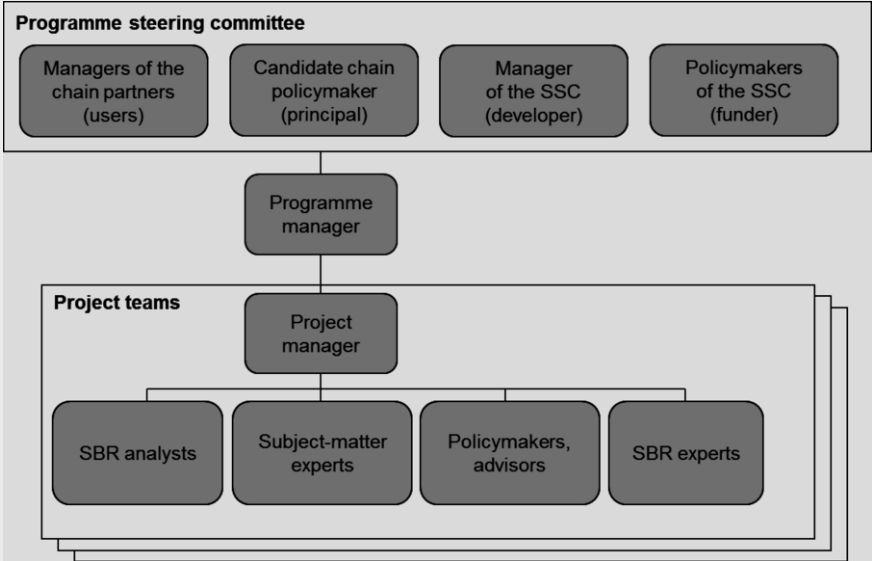 Programme steering committee
Managers of the
chain partners
(users)
Candidate chain
policymaker
(principal)
Manager
of the SSC
(developer)
Policymakers
of the SSC
(funder)
Programme
manager
Project teams
Project
manager
SBR analysts
Subject-matter
experts
Policymakers,
advisors
SBR experts